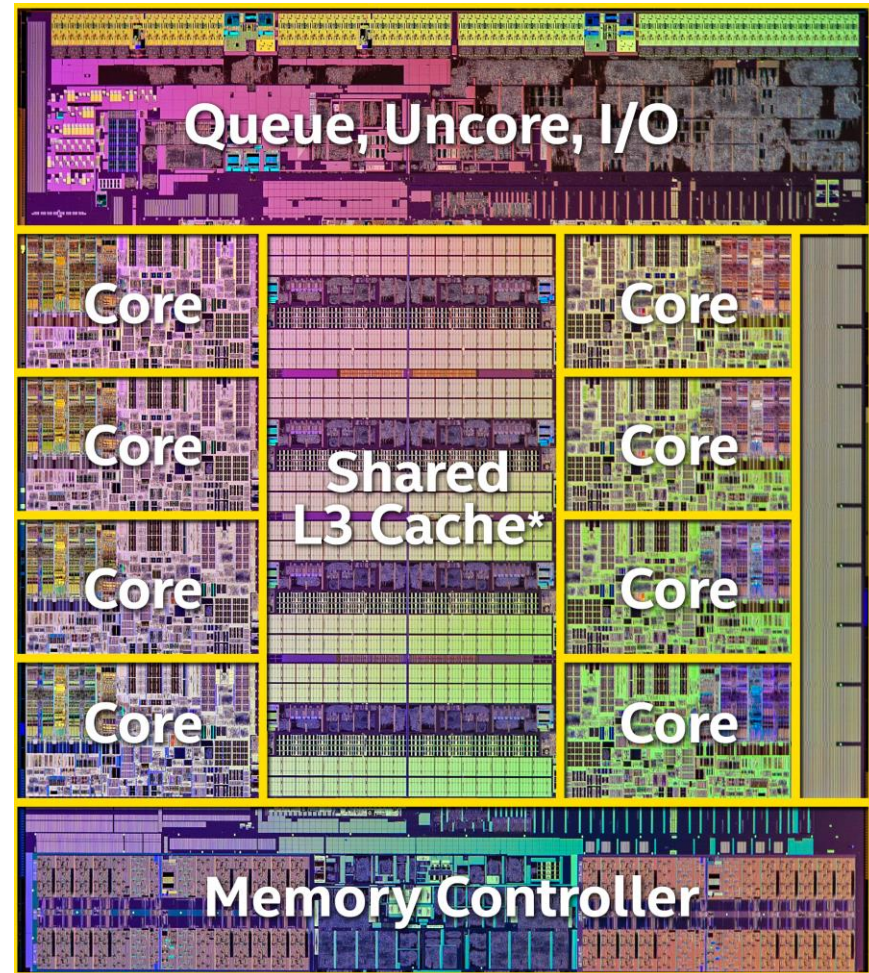 Queue, Uncore, I/O
Core
Core
Core
Core
Shared
L3 Cache*
Core
Core
Core
Core
Memory Controller